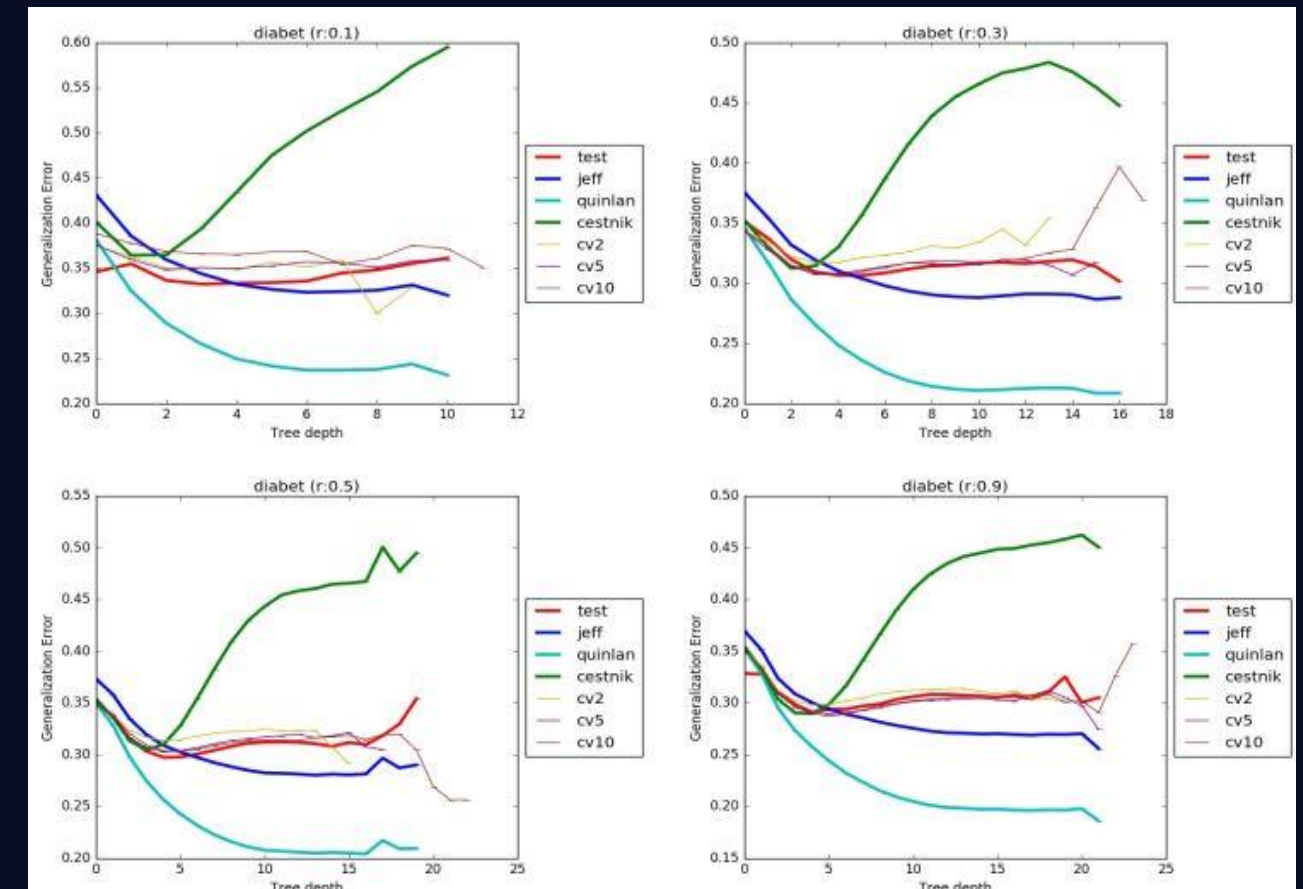 diabet (r:0.1)
0.60
0.55
0.50
0.45
0.40
0.35
0.30
0.25
0.20
Generalization Error
0 2 4 6 8 10 12
Tree depth
test
jeff
quinlan
cestnik
cv2
cv5
cv10
diabet (r:0.3)
0.50
0.45
0.40
0.35
0.30
0.25
0.20
Generalization Error
0 2 4 6 8 10 12 14 16 18
Tree depth
test
jeff
quinlan
cestnik
cv2
cv5
cv10
diabet (r:0.5)
0.55
0.50
0.45
0.40
0.35
0.30
0.25
0.20
Generalization Error
0 5 10 15 20 25
Tree depth
test
jeff
quinlan
cestnik
cv2
cv5
cv10
diabet (r:0.9)
0.50
0.45
0.40
0.35
0.30
0.25
0.20
0.15
Generalization Error
0 5 10 15 20 25
Tree depth
test
jeff
quinlan
cestnik
cv2
cv5
cv10